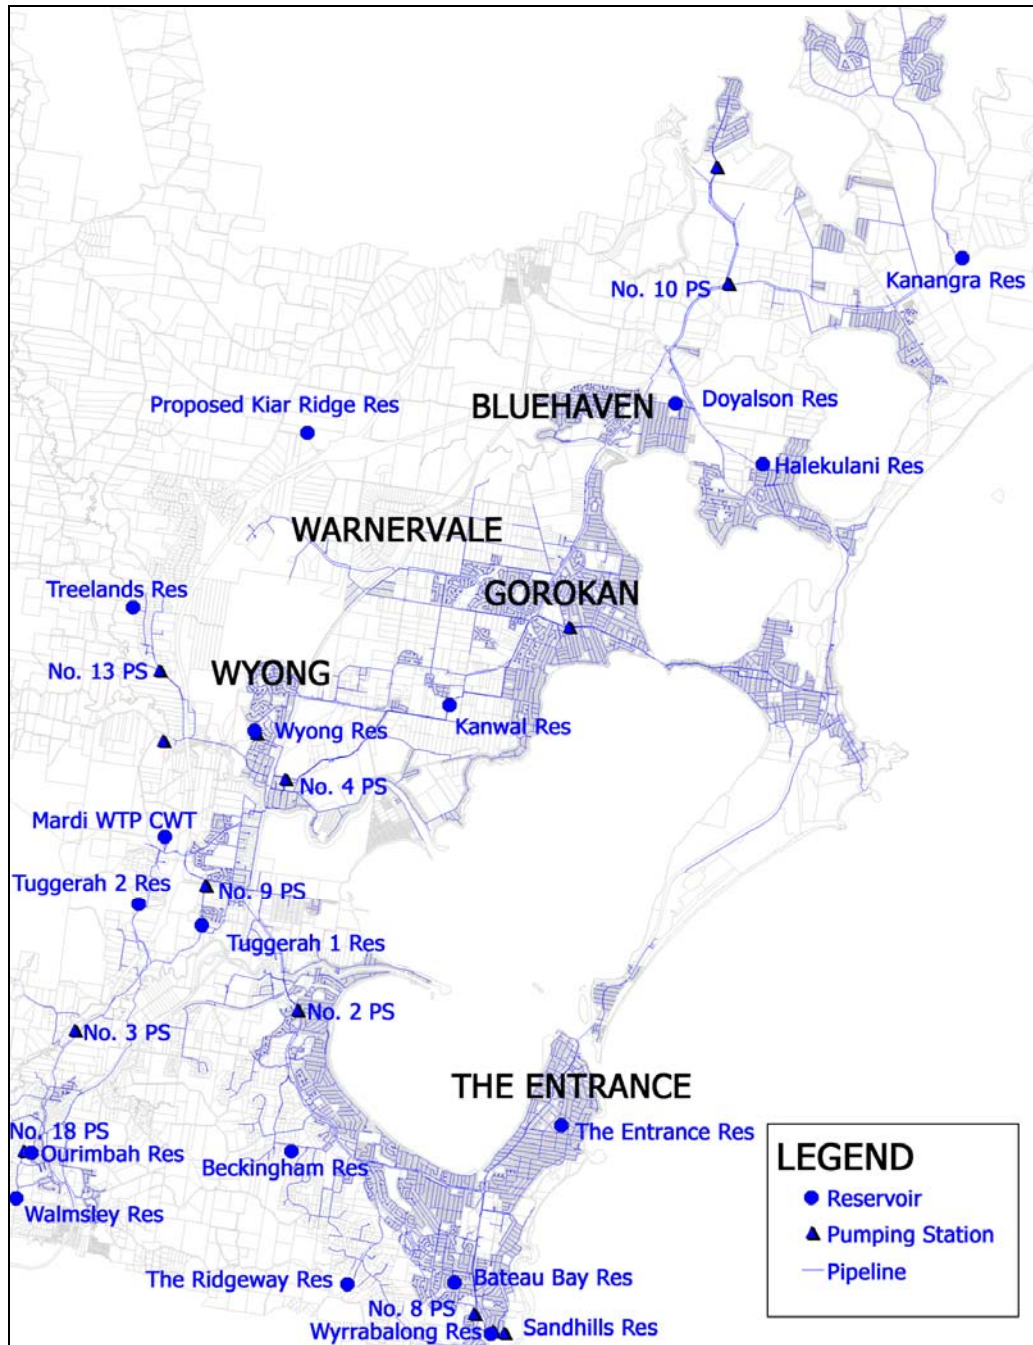 Kanangra Res
No. 10 PS
Proposed Kiar Ridge Res
BLUEHAVEN
Doyalson Res
Halekulani Res
WARNERVALE
Treelands Res
GOROKAN
No. 13 PS
WYONG
Wyong Res
Kanwal Res
No. 4 PS
Mardi WTP CWT
Tuggerah 2 Res
No. 9 PS
Tuggerah 1 Res
No. 2 PS
No. 3 PS
THE ENTRANCE
The Entrance Res
No. 18 PS
Ourimbah Res
Beckingham Res
Walmsley Res
The Ridgeway Res
Bateau Bay Res
No. 8 PS
Wyrrabalong Res
Sandhills Res
LEGEND
Reservoir
Pumping Station
Pipeline